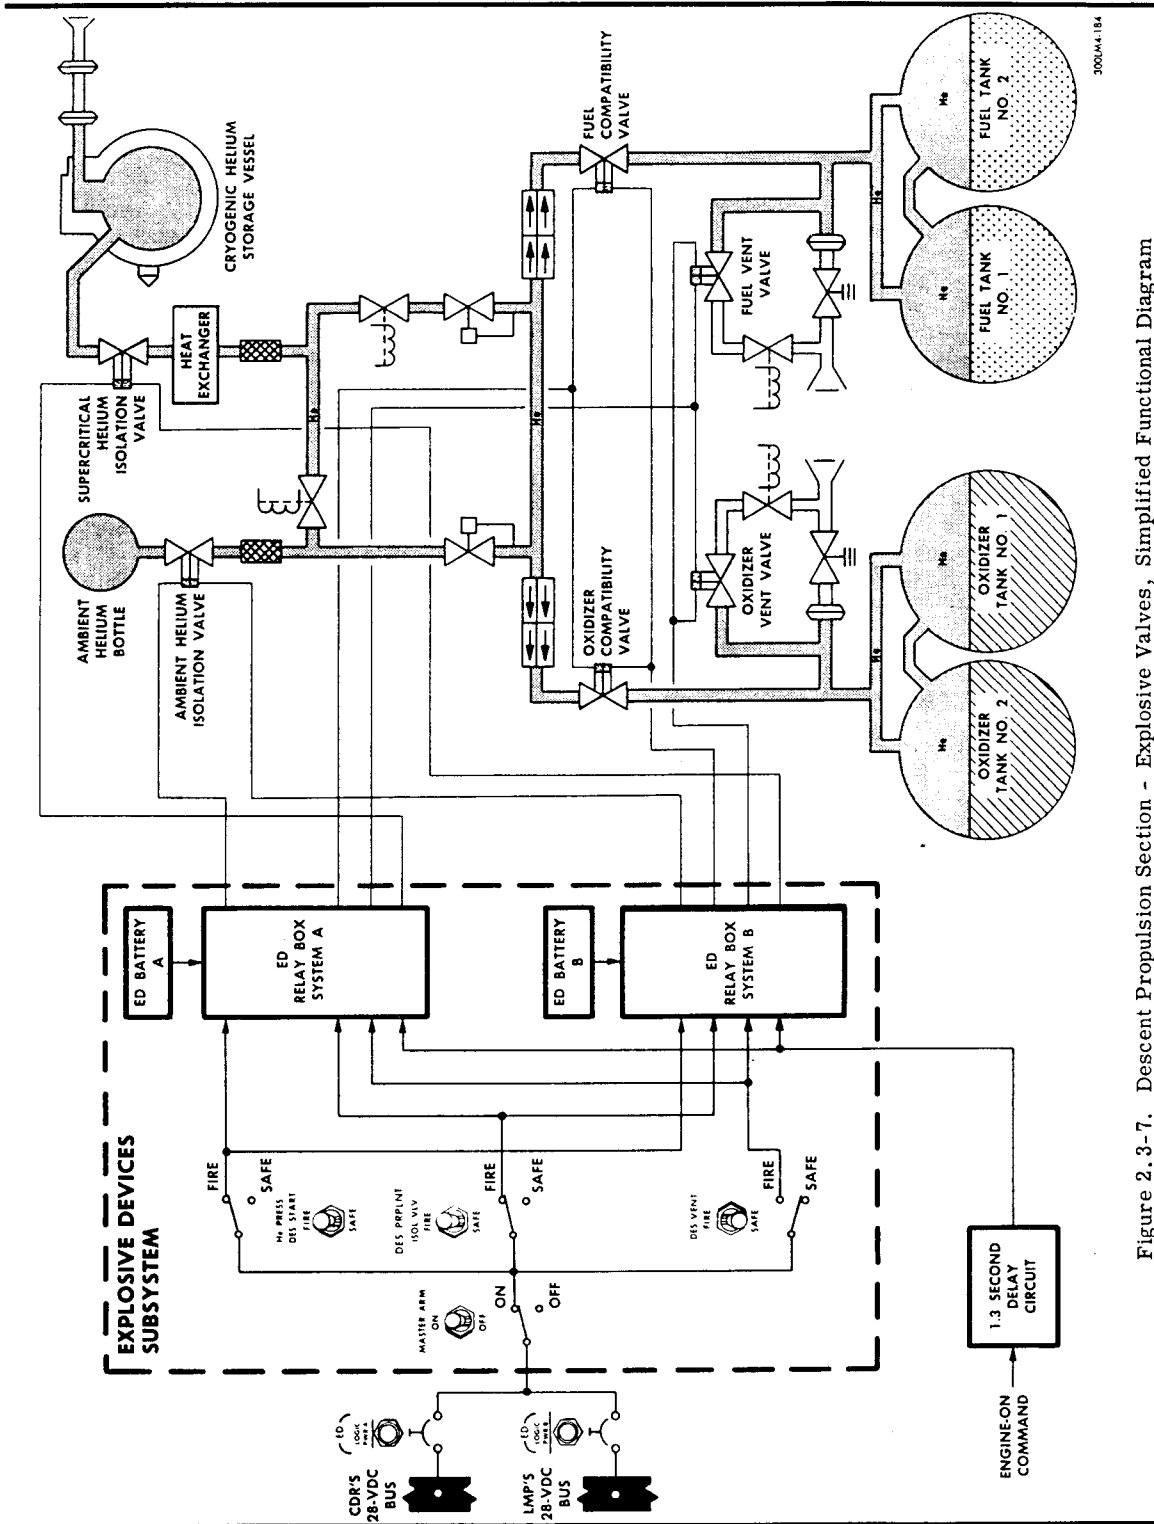 EXPLOSIVE DEVICES
SUBSYSTEM
CDR'S
28-VDC
BUS
(ED
LOGIC
PWR A
LMP'S
28-VDC
BUS
(ED
LOGIC
PWR B
MASTER ARM
ON
OFF
ON
OFF
He PRESS
DES START
FIRE
SAFE
FIRE
SAFE
DES PRPLNT
ISOL VLV
FIRE
SAFE
FIRE
SAFE
DES VENT
FIRE
SAFE
FIRE
SAFE
ENGINE-ON
COMMAND
1.3 SECOND
DELAY
CIRCUIT
ED BATTERY
A
ED
RELAY BOX
SYSTEM A
ED BATTERY
B
ED
RELAY BOX
SYSTEM B
AMBIENT
HELIUM
BOTTLE
AMBIENT HELIUM
ISOLATION VALVE
SUPERCRITICAL
HELIUM
ISOLATION
VALVE
HEAT
EXCHANGER
CRYOGENIC HELIUM
STORAGE VESSEL
He
He
OXIDIZER
COMPATIBILITY
VALVE
FUEL
COMPATIBILITY
VALVE
OXIDIZER
VENT VALVE
FUEL VENT
VALVE
He
He
He
OXIDIZER
TANK NO. 2
He
OXIDIZER
TANK NO. 1
He
FUEL TANK
NO. 1
He
FUEL TANK
NO. 2
300LM4-184
Figure 2.3-7. Descent Propulsion Section - Explosive Valves, Simplified Functional Diagram